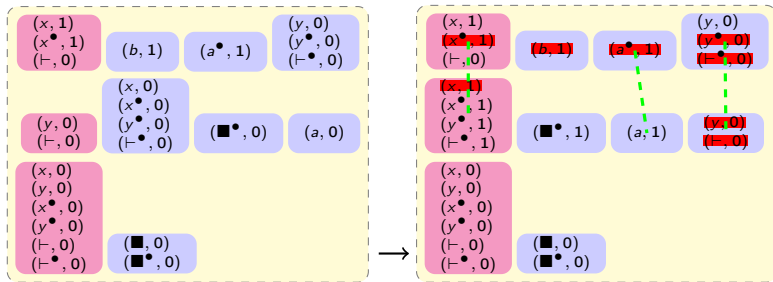 (x, 1)
(x•, 1)
(⊢, 0)
(b, 1)
(a•, 1)
(y, 0)
(y•, 0)
(⊢•, 0)
(y, 0)
(⊢, 0)
(x, 0)
(x•, 0)
(y•, 0)
(⊢•, 0)
(■•, 0)
(a, 0)
(x, 0)
(y, 0)
(x•, 0)
(y•, 0)
(⊢, 0)
(⊢•, 0)
(■, 0)
(■•, 0)
→
(x, 1)
(x•, 1)
(⊢, 0)
(b, 1)
(a•, 1)
(y, 0)
(y•, 0)
(⊢•, 0)
(x, 1)
(x•, 1)
(y•, 1)
(⊢•, 1)
(■•, 1)
(a, 1)
(y, 0)
(⊢, 0)
(x, 0)
(y, 0)
(x•, 0)
(y•, 0)
(⊢, 0)
(⊢•, 0)
(■, 0)
(■•, 0)